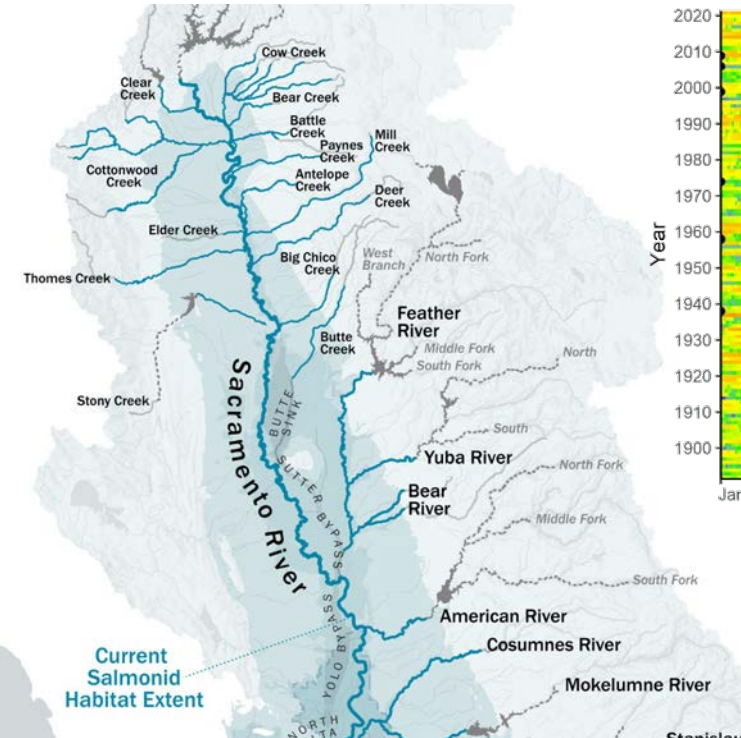 Cow Creek
Clear
Creek
Bear Creek
Battle
Creek
Mill
Creek
Paynes
Creek
Cottonwood
Creek
Antelope
Creek
Deer
Creek
Elder Creek
Big Chico
Creek
West
Branch
North Fork
Thomes Creek
Feather
River
Butte
Creek
Middle Fork
South Fork
North
Stony Creek
BUTTE
SINK
Sacramento River
South
SUTTER BYPASS
Yuba River
North Fork
Bear
River
Middle Fork
South Fork
YOLO BYPASS
American River
Cosumnes River
Current
Salmonid
Habitat Extent
Mokelumne River
NORTH
Year
2020
2010
2000
1990
1980
1970
1960
1950
1940
1930
1920
1910
1900
Jan